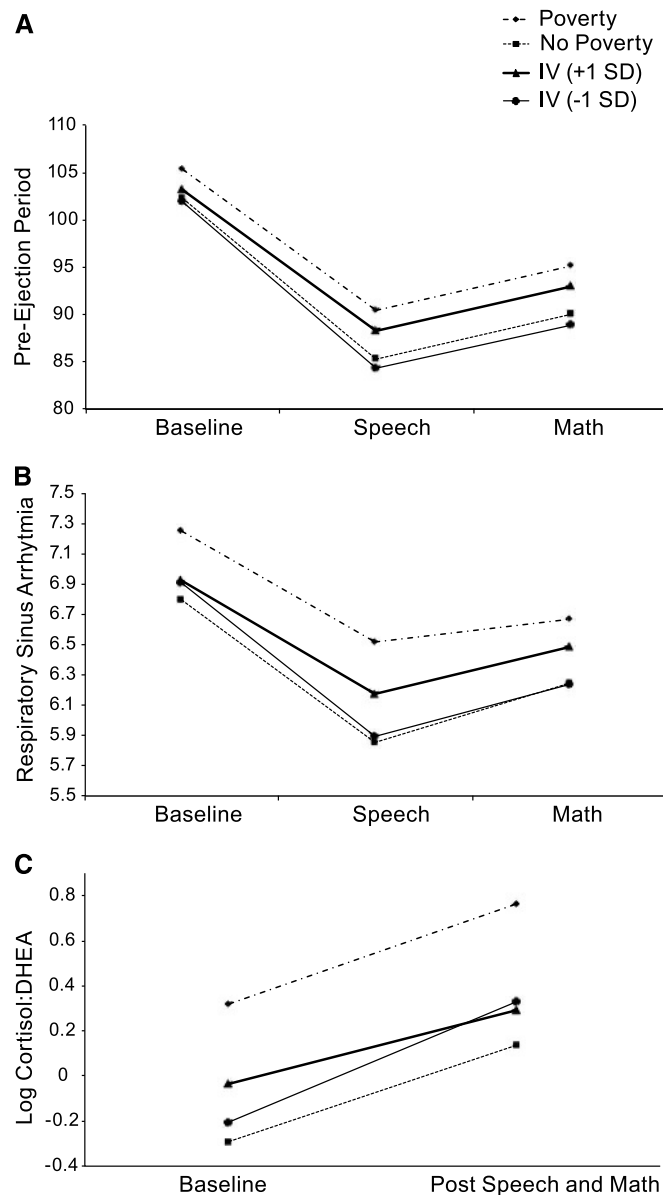 A
Poverty
No Poverty
IV (+1 SD)
IV (-1 SD)
Pre-Ejection Period
110
105
100
95
90
85
80
Baseline Speech Math
B
Respiratory Sinus Arrhytmia
7.5
7.3
7.1
6.9
6.7
6.5
6.3
6.1
5.9
5.7
5.5
Baseline Speech Math
C
Log Cortisol:DHEA
0.8
0.6
0.4
0.2
0
-0.2
-0.4
Baseline Post Speech and Math